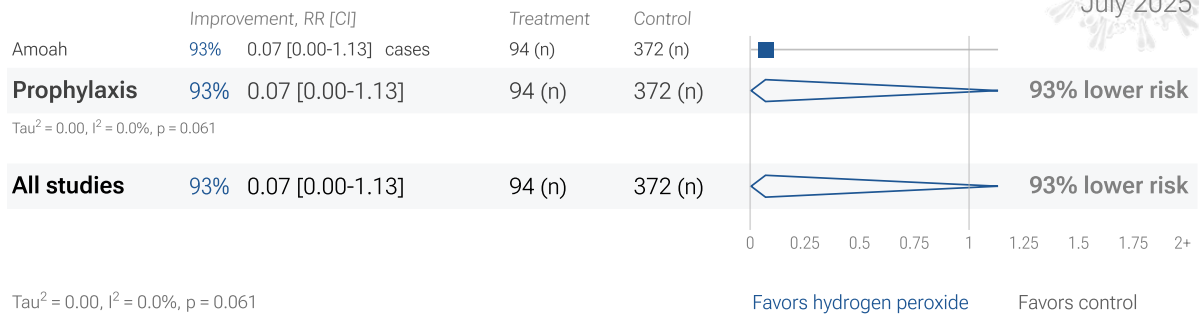 July 2025
Improvement, RR [CI] Treatment Control
Amoah 93% 0.07 [0.00-1.13] cases 94 (n) 372 (n)
Prophylaxis 93% 0.07 [0.00-1.13] 94 (n) 372 (n) 93% lower risk
Tau² = 0.00, I² = 0.0%, p = 0.061
All studies 93% 0.07 [0.00-1.13] 94 (n) 372 (n) 93% lower risk
0 0.25 0.5 0.75 1 1.25 1.5 1.75 2+
Tau² = 0.00, I² = 0.0%, p = 0.061 Favors hydrogen peroxide Favors control